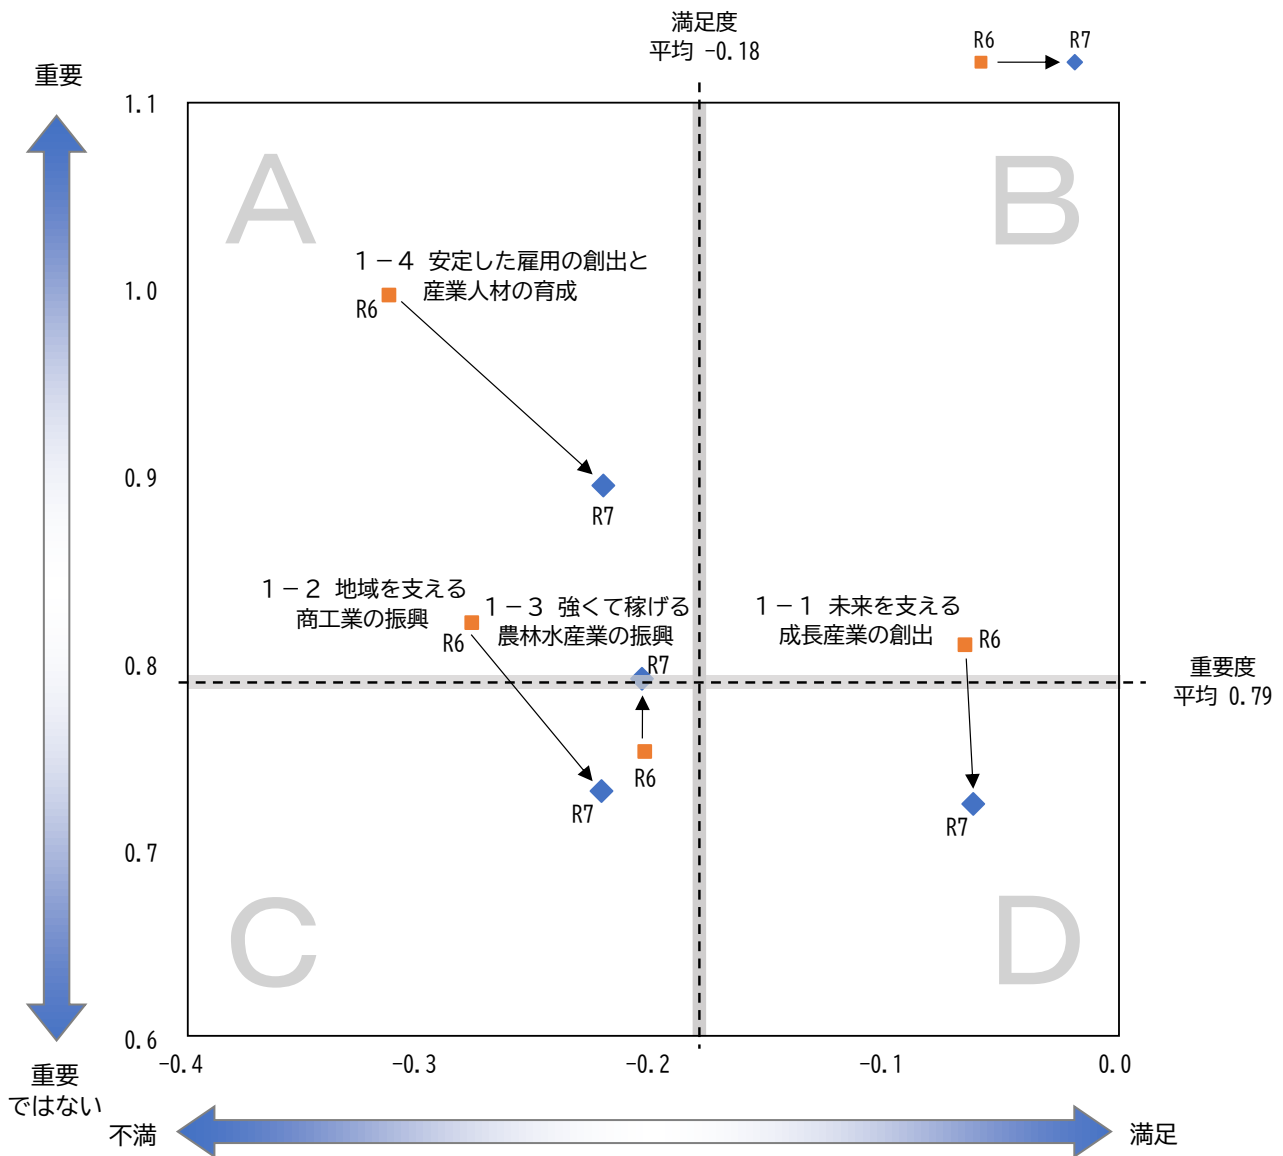 満足度
平均 -0.18
R6
R7
重要
1.1
A
B
1－4 安定した雇用の創出と
産業人材の育成
1.0
R6
0.9
R7
1－2 地域を支える
商工業の振興
R6
1－3 強くて稼げる
農林水産業の振興
R7
1－1 未来を支える
成長産業の創出
R6
0.8
重要度
平均 0.79
R6
R7
R7
0.7
C
D
0.6
-0.4
-0.3
-0.2
-0.1
0.0
重要
ではない
不満
満足